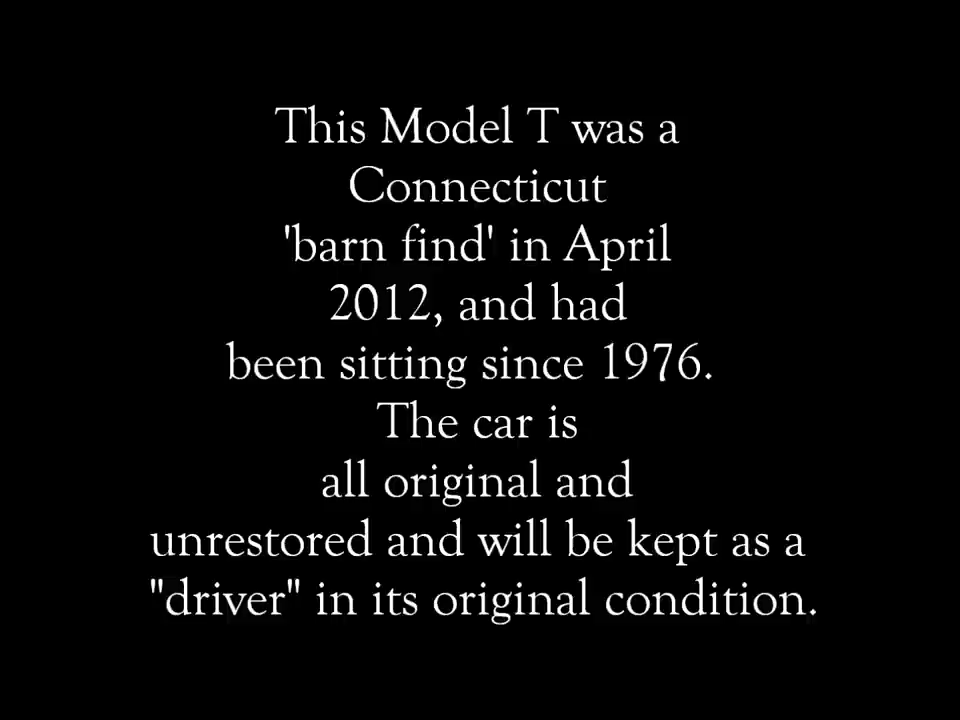 This Model T was a
Connecticut
'barn find' in April
2012, and had
been sitting since 1976.
The car is
all original and
unrestored and will be kept as a
"driver" in its original condition.